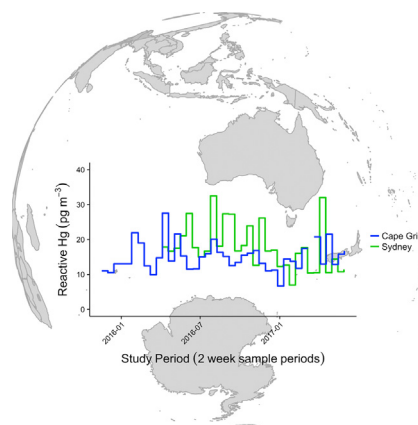 40
30
20
10
0
Reactive Hg (pg m⁻³)
2016-01
2016-07
2017-01
Study Period (2 week sample periods)
Cape Gri
Sydney